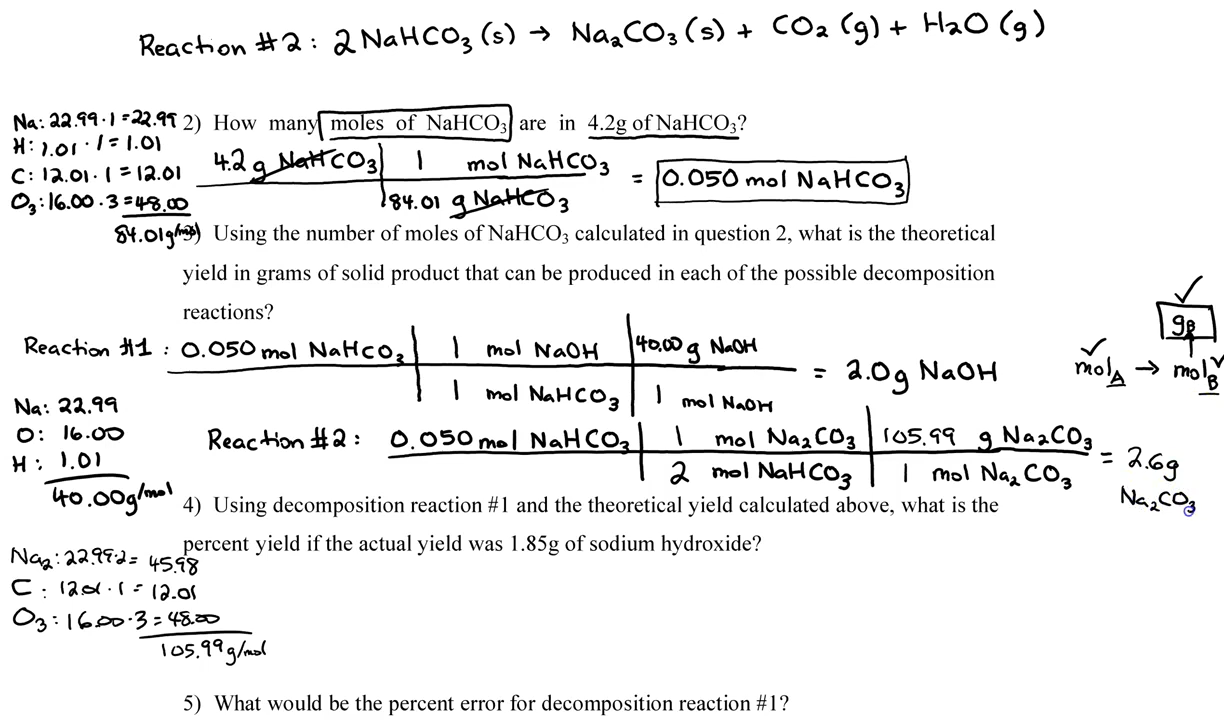 Reaction #2: 2 NaHCO₃ (s) → Na₂CO₃ (s) + CO₂ (g) + H₂O (g)
Na: 22.99 · 1 = 22.99
H: 1.01 · 1 = 1.01
C: 12.01 · 1 = 12.01
O₃: 16.00 · 3 = 48.00
84.01 g/mol
2) How many moles of NaHCO₃ are in 4.2g of NaHCO₃?
4.2 g NaHCO₃ | 1 mol NaHCO₃
84.01 g NaHCO₃
= 0.050 mol NaHCO₃
3) Using the number of moles of NaHCO₃ calculated in question 2, what is the theoretical
yield in grams of solid product that can be produced in each of the possible decomposition
reactions?
Reaction #1: 0.050 mol NaHCO₃ | 1 mol NaOH | 40.00 g NaOH
1 mol NaHCO₃ | 1 mol NaOH
= 2.0g NaOH
g_B
mol_A → mol_B
Na: 22.99
O: 16.00
H: 1.01
40.00g/mol
Reaction #2: 0.050 mol NaHCO₃ | 1 mol Na₂CO₃ | 105.99 g Na₂CO₃
2 mol NaHCO₃ | 1 mol Na₂CO₃
= 2.6g
Na₂CO₃
4) Using decomposition reaction #1 and the theoretical yield calculated above, what is the
percent yield if the actual yield was 1.85g of sodium hydroxide?
Na₂: 22.99·2 = 45.98
C: 12.01 · 1 = 12.01
O₃: 16.00 · 3 = 48.00
105.99 g/mol
5) What would be the percent error for decomposition reaction #1?